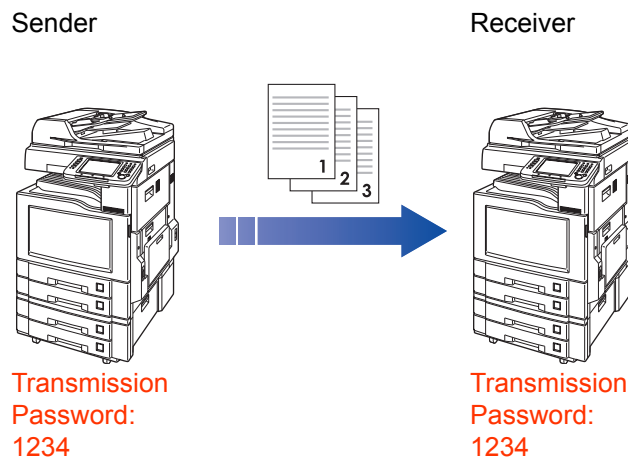 Sender
Receiver
1
2
3
Transmission
Password:
1234
Transmission
Password:
1234